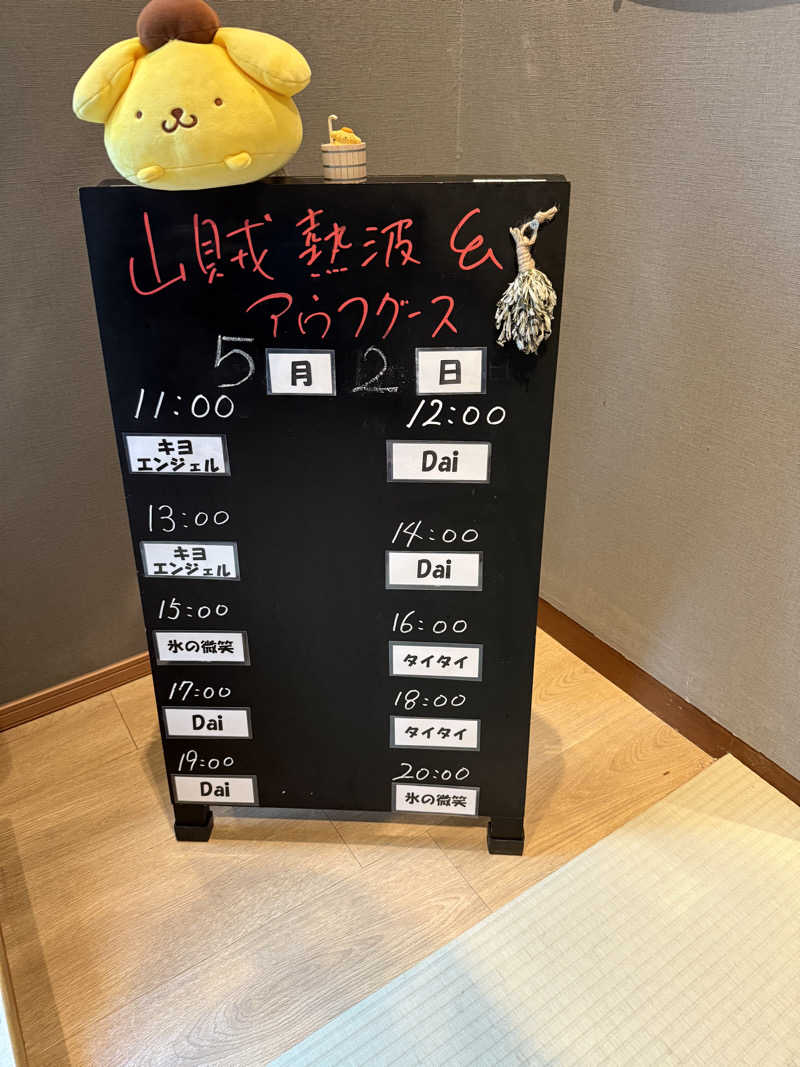 山賊熱波&
アウフグース
5月2日
11:00 12:00
キヨ
エンジェル
Dai
13:00 14:00
キヨ
エンジェル
Dai
15:00 16:00
氷の微笑 タイタイ
17:00 18:00
Dai タイタイ
19:00 20:00
Dai 氷の微笑